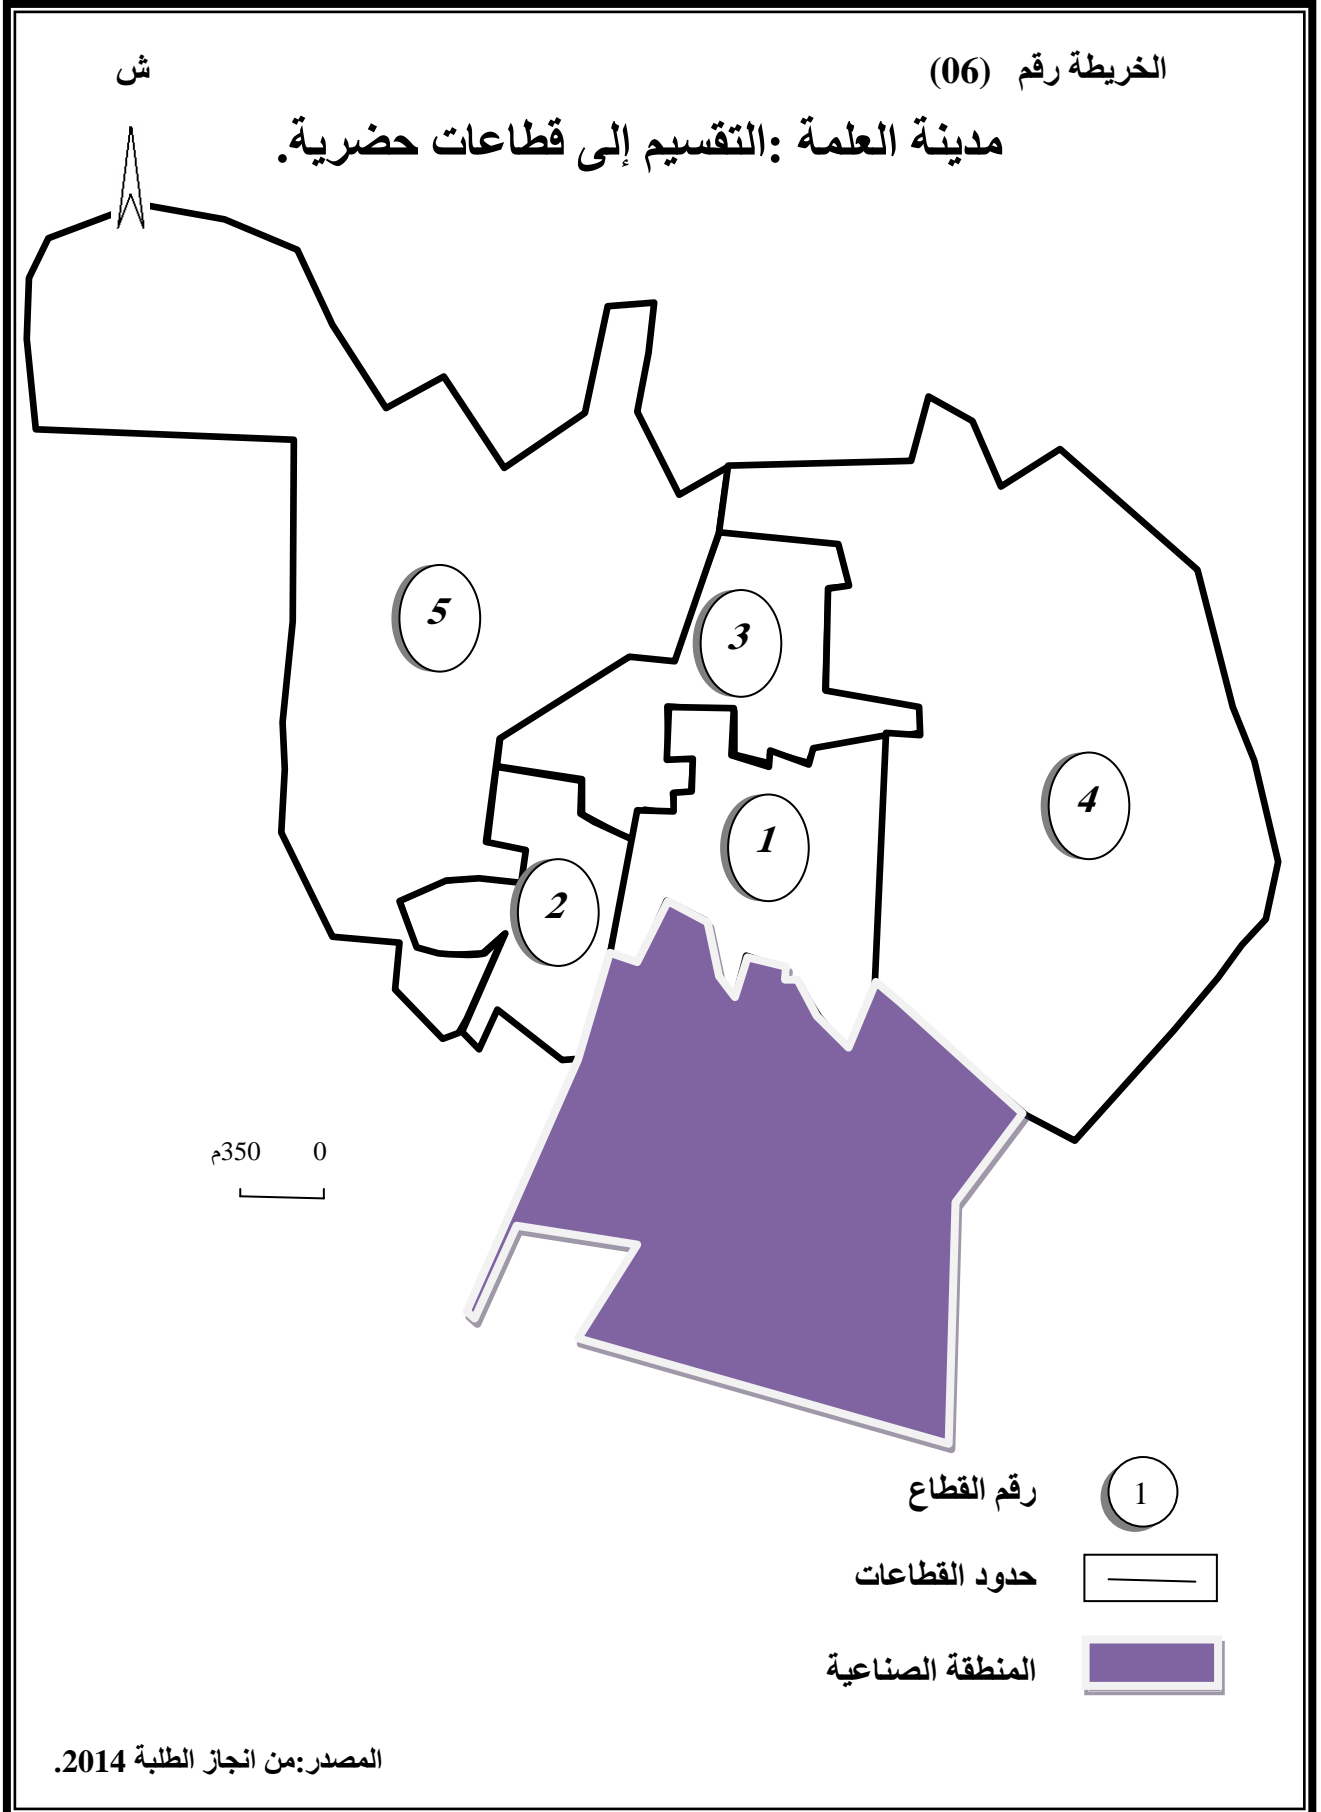 الخريطة رقم (06)
ش
مدينة العلمة :التقسيم إلى قطاعات حضرية.
5
3
4
1
2
350م 0
1 رقم القطاع
حدود القطاعات
المنطقة الصناعية
المصدر:من انجاز الطلبة 2014.